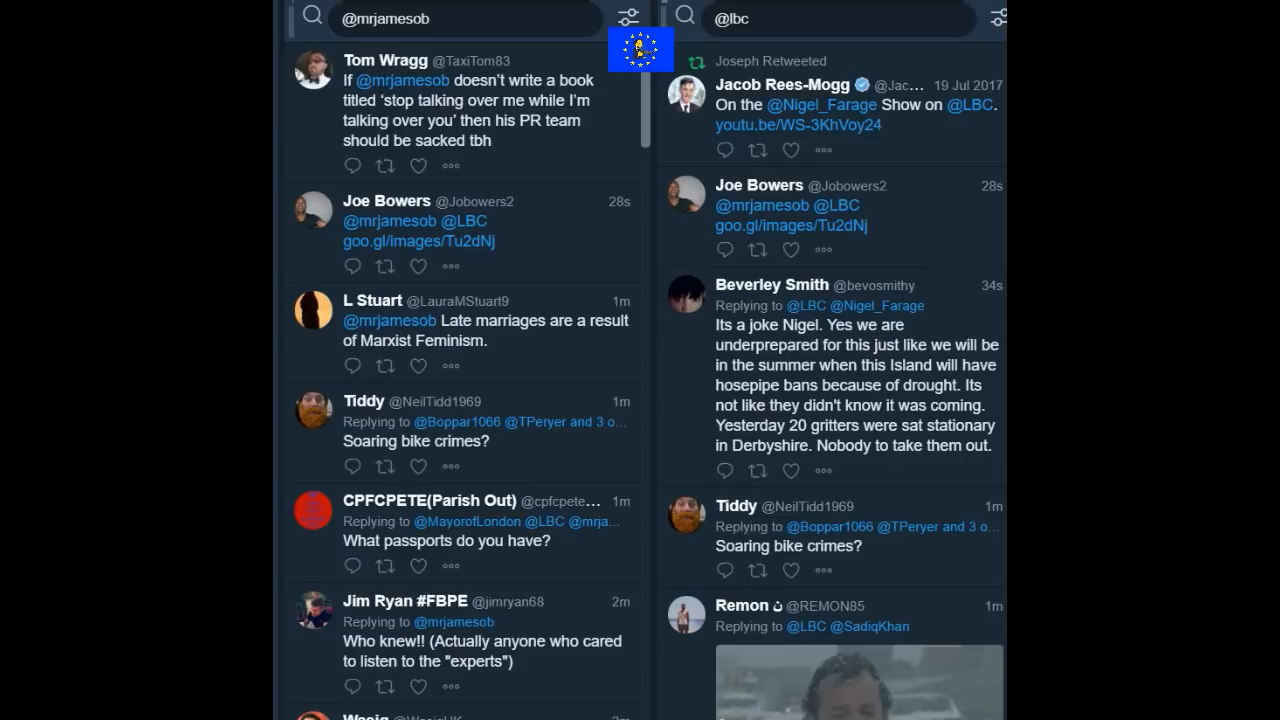 @mrjamesob
Tom Wragg @TaxiTom83
If @mrjamesob doesn’t write a book
titled ‘stop talking over me while I’m
talking over you’ then his PR team
should be sacked tbh
Joe Bowers @Jobowers2 28s
@mrjamesob @LBC
goo.gl/images/Tu2dNj
L Stuart @LauraMStuart9 1m
@mrjamesob Late marriages are a result
of Marxist Feminism.
Tiddy @NeilTidd1969 1m
Replying to @Boppar1066 @TPeryer and 3 o...
Soaring bike crimes?
CPFCPETE(Parish Out) @cpfcpete... 1m
Replying to @MayorofLondon @LBC @mrja...
What passports do you have?
Jim Ryan #FBPE @jimryan68 2m
Replying to @mrjamesob
Who knew!! (Actually anyone who cared
to listen to the "experts")
@lbc
Joseph Retweeted
Jacob Rees-Mogg @Jac... 19 Jul 2017
On the @Nigel_Farage Show on @LBC.
youtu.be/WS-3KhVoy24
Joe Bowers @Jobowers2 28s
@mrjamesob @LBC
goo.gl/images/Tu2dNj
Beverley Smith @bevosmithy 34s
Replying to @LBC @Nigel_Farage
Its a joke Nigel. Yes we are
underprepared for this just like we will be
in the summer when this Island will have
hosepipe bans because of drought. Its
not like they didn't know it was coming.
Yesterday 20 gritters were sat stationary
in Derbyshire. Nobody to take them out.
Tiddy @NeilTidd1969 1m
Replying to @Boppar1066 @TPeryer and 3 o...
Soaring bike crimes?
Remon ن @REMON85 1m
Replying to @LBC @SadiqKhan